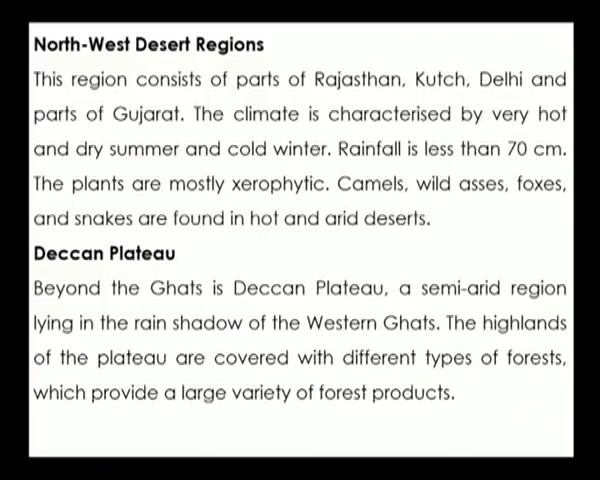 North-West Desert Regions
This region consists of parts of Rajasthan, Kutch, Delhi and
parts of Gujarat. The climate is characterised by very hot
and dry summer and cold winter. Rainfall is less than 70 cm.
The plants are mostly xerophytic. Camels, wild asses, foxes,
and snakes are found in hot and arid deserts.
Deccan Plateau
Beyond the Ghats is Deccan Plateau, a semi-arid region
lying in the rain shadow of the Western Ghats. The highlands
of the plateau are covered with different types of forests,
which provide a large variety of forest products.